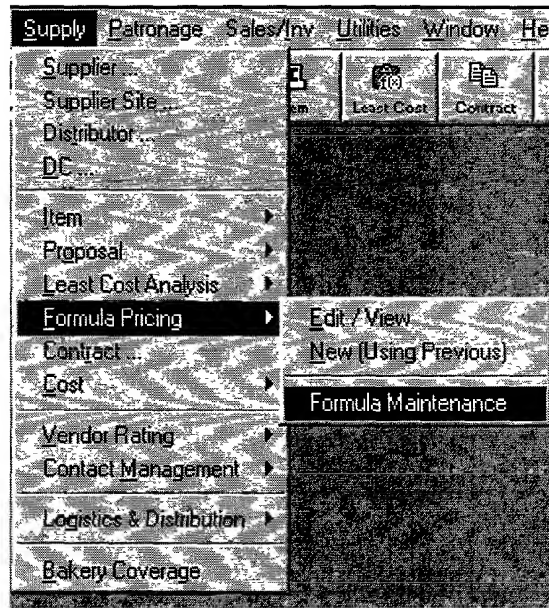 Supply Patronage Sales/Inv Utilities Window He
Supplier ...
Supplier Site ...
Distributor ...
DC ...
Least Cost Contract
Item
Proposal
Least Cost Analysis
Formula Pricing
Edit / View
New (Using Previous)
Formula Maintenance
Contract ...
Cost
Vendor Rating
Contact Management
Logistics & Distribution
Bakery Coverage